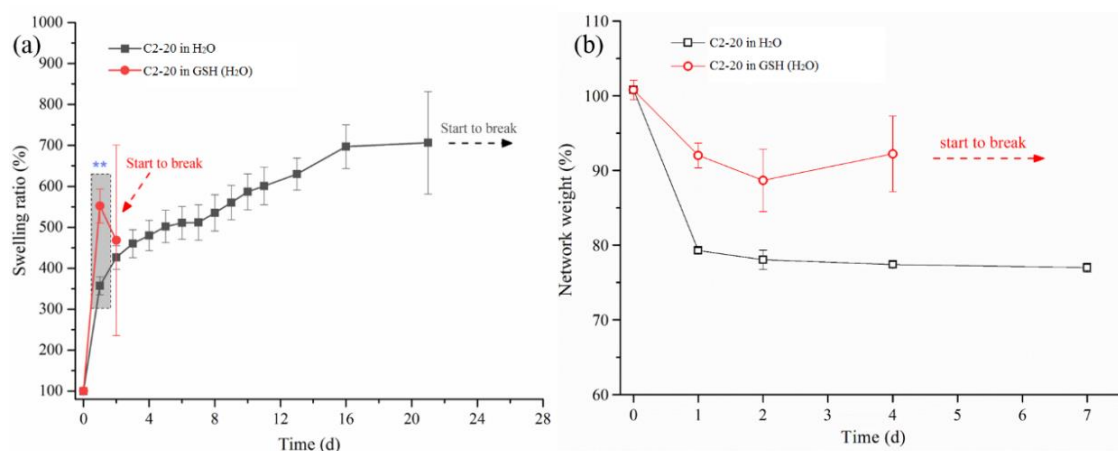 (a)
C2-20 in H2O
C2-20 in GSH (H2O)
**
Start to break
Start to break
Swelling ratio (%)
1000
900
800
700
600
500
400
300
200
100
0 4 8 12 16 20 24 28
Time (d)
(b)
C2-20 in H2O
C2-20 in GSH (H2O)
start to break
Network weight (%)
110
100
90
80
70
60
0 1 2 3 4 5 6 7
Time (d)